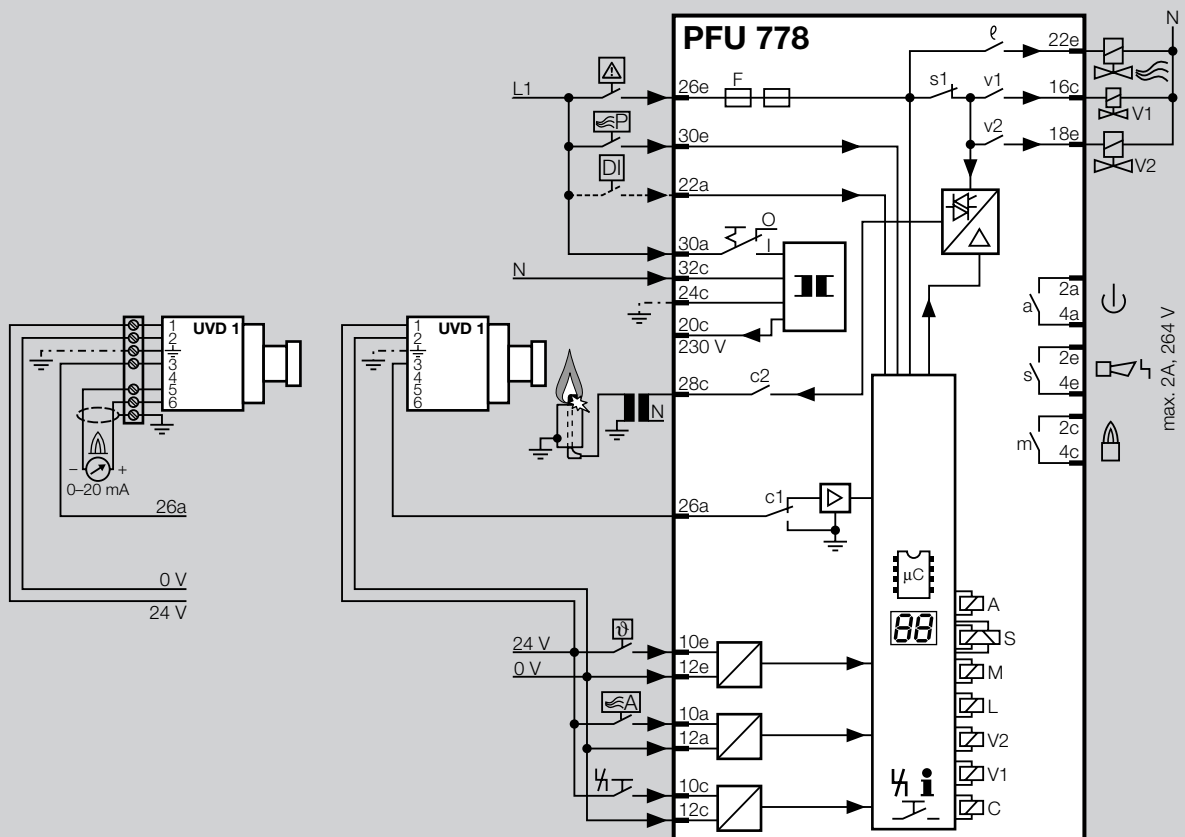 PFU 778
N
ℓ
22e
L1
26e
F
s1
v1
16c
V1
P
30e
v2
18e
V2
DI
22a
O
30a
I
N
32c
24c
20c
230 V
2a
a
4a
2e
s
4e
2c
m
4c
max. 2A, 264 V
1
2
3
4
5
6
UVD 1
1
2
3
4
5
6
UVD 1
28c
c2
N
– +
0–20 mA
26a
26a
c1
0 V
24 V
µC
88
A
S
M
L
V2
V1
C
24 V
ϑ
10e
0 V
12e
A
10a
12a
10c
12c
i